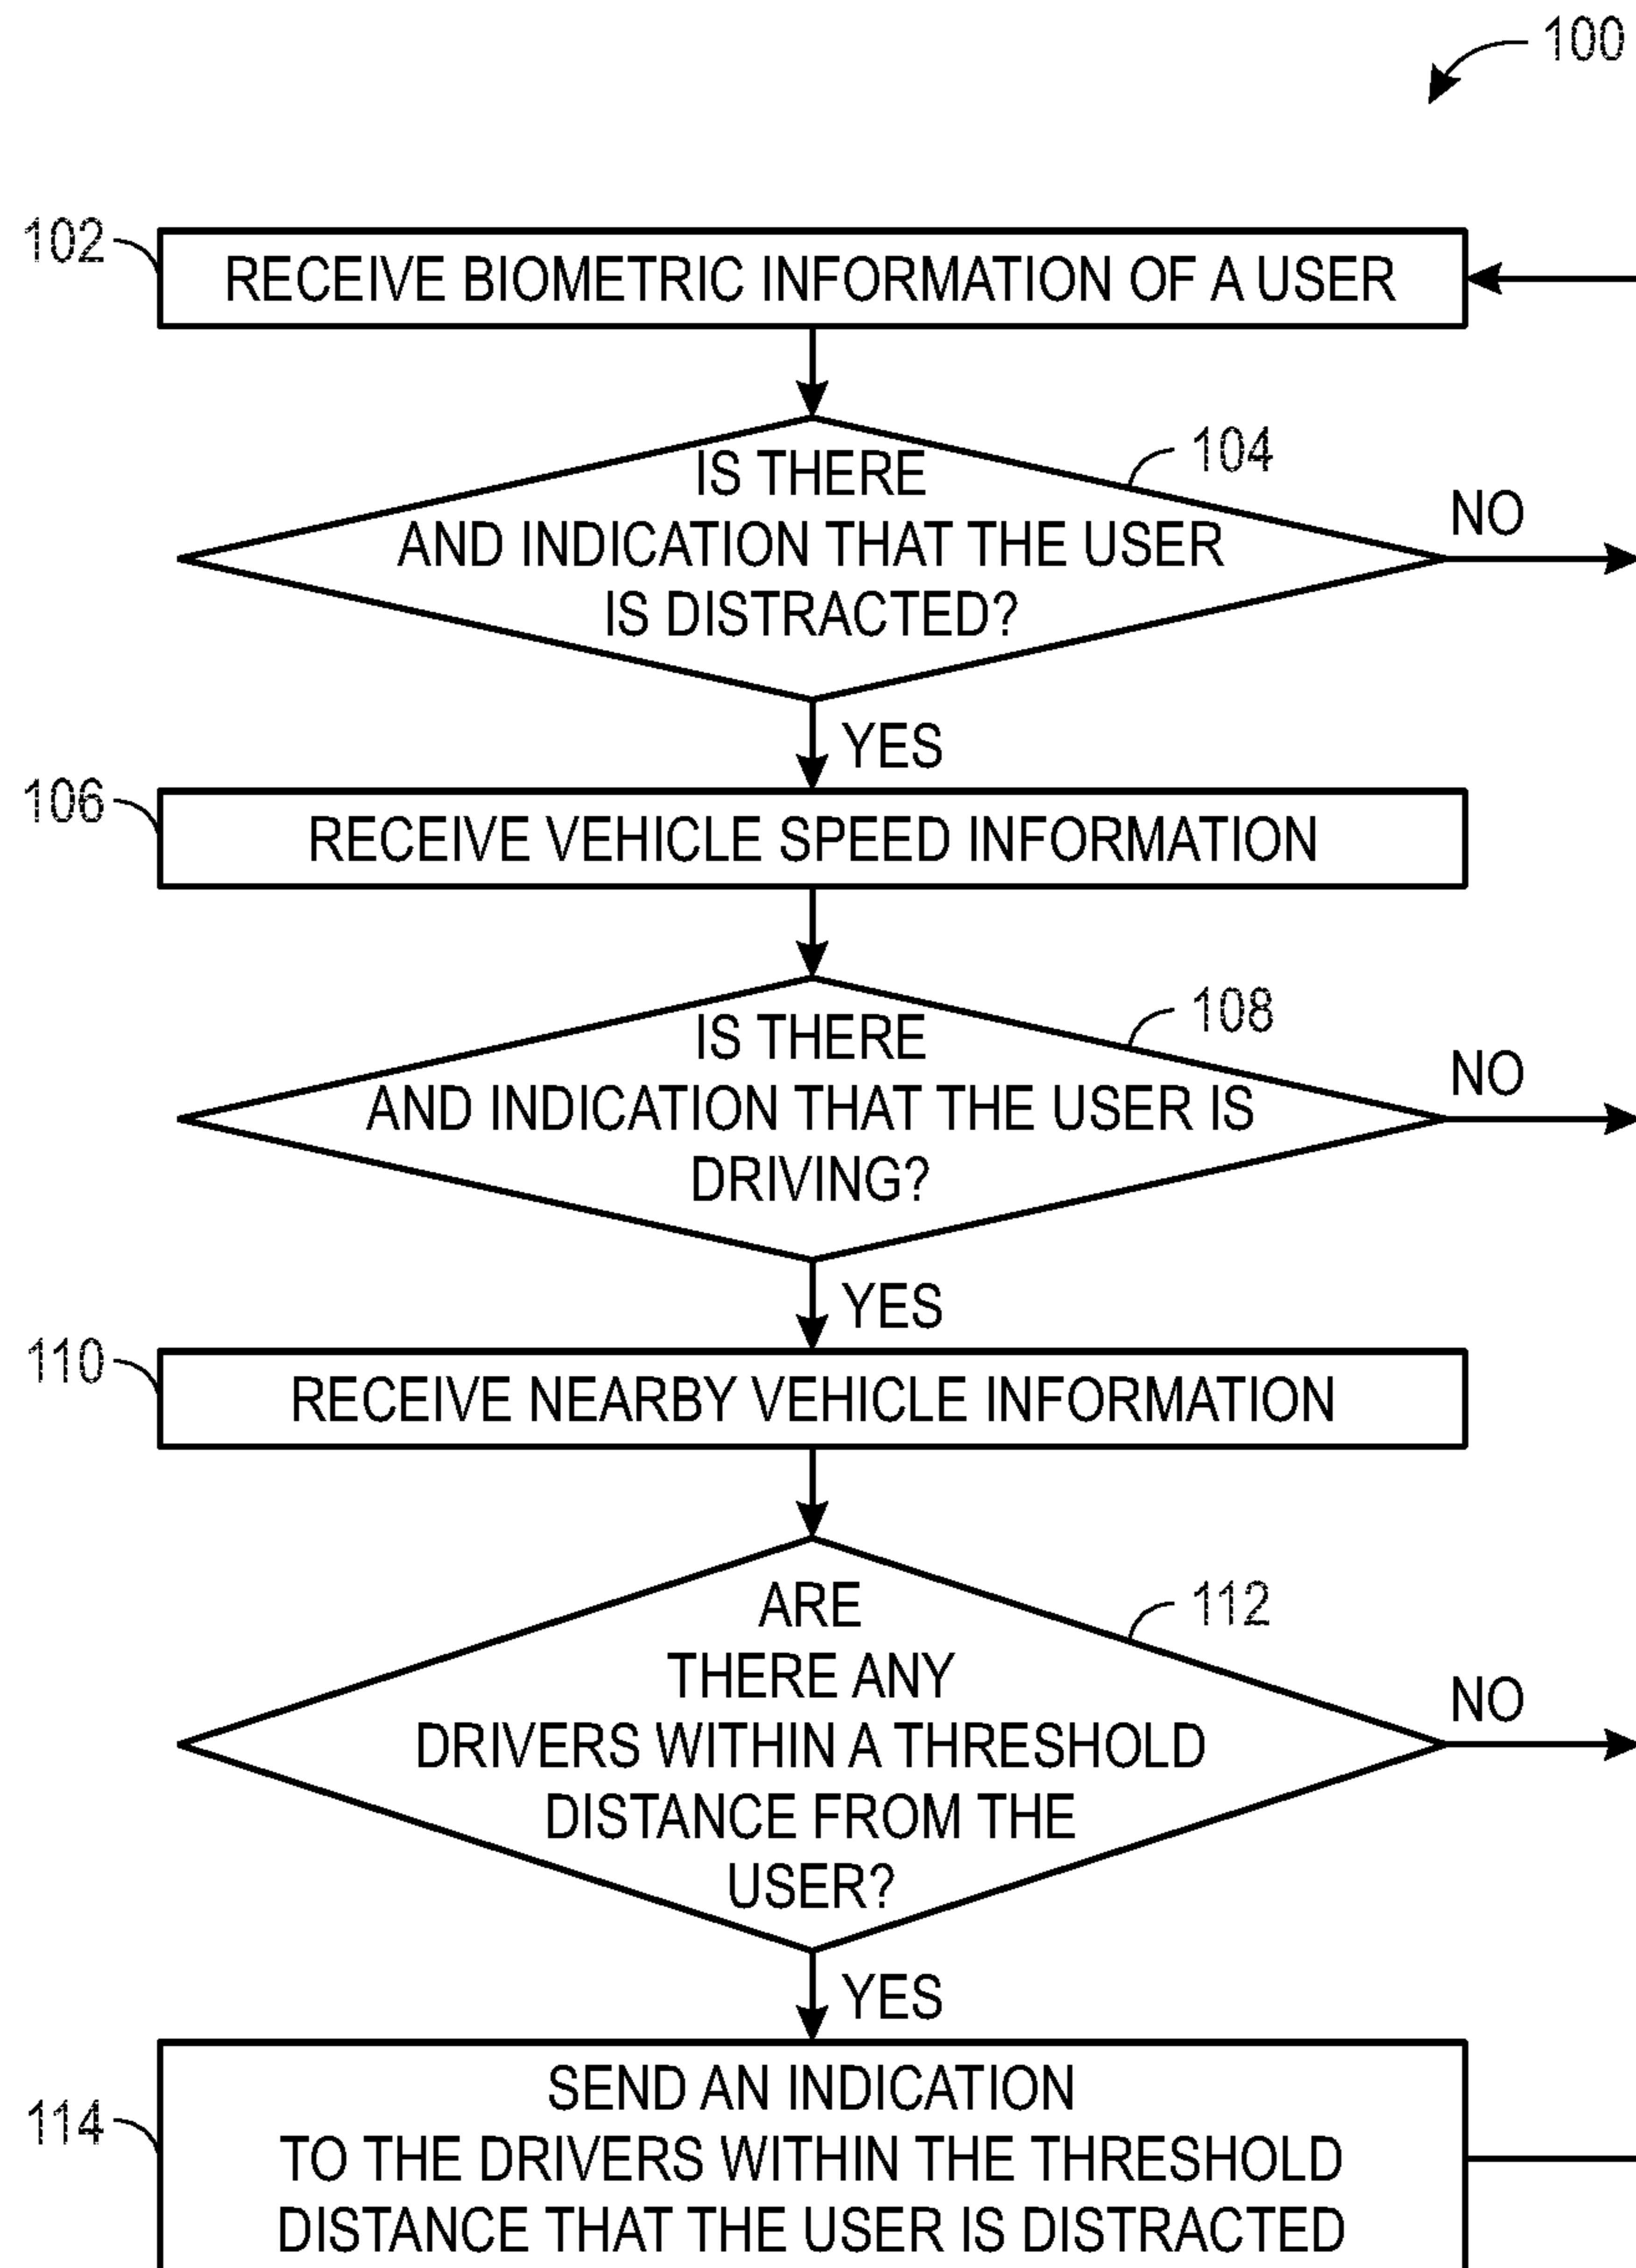 100
102
RECEIVE BIOMETRIC INFORMATION OF A USER
104
IS THERE
AND INDICATION THAT THE USER
IS DISTRACTED?
NO
YES
106
RECEIVE VEHICLE SPEED INFORMATION
108
IS THERE
AND INDICATION THAT THE USER IS
DRIVING?
NO
YES
110
RECEIVE NEARBY VEHICLE INFORMATION
112
ARE
THERE ANY
DRIVERS WITHIN A THRESHOLD
DISTANCE FROM THE
USER?
NO
YES
114
SEND AN INDICATION
TO THE DRIVERS WITHIN THE THRESHOLD
DISTANCE THAT THE USER IS DISTRACTED